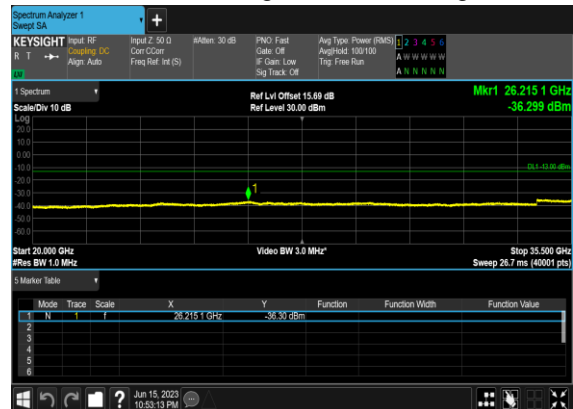 Spectrum Analyzer 1
Swept SA
+
KEYSIGHT Input: RF Input Z: 50 Ω #Atten: 30 dB PNO: Fast Avg Type: Power (RMS) 1 2 3 4 5 6
R T Coupling: DC Corr CCorr Gate: Off Avg|Hold: 100/100 A W W W W W
Align: Auto Freq Ref: Int (S) IF Gain: Low Trig: Free Run
LXI Sig Track: Off A N N N N N
1 Spectrum Ref Lvl Offset 15.69 dB Mkr1 26.215 1 GHz
Scale/Div 10 dB Ref Level 30.00 dBm -36.299 dBm
Log
20.0
10.0
0.00
-10.0
DL1 -13.00 dBm
-20.0
1
-30.0
-40.0
-50.0
-60.0
Start 20.000 GHz Video BW 3.0 MHz* Stop 35.500 GHz
#Res BW 1.0 MHz Sweep 26.7 ms (40001 pts)
5 Marker Table
Mode Trace Scale X Y Function Function Width Function Value
1 N 1 f 26.215 1 GHz -36.30 dBm
2
3
4
5
6
? Jun 15, 2023
10:53:13 PM